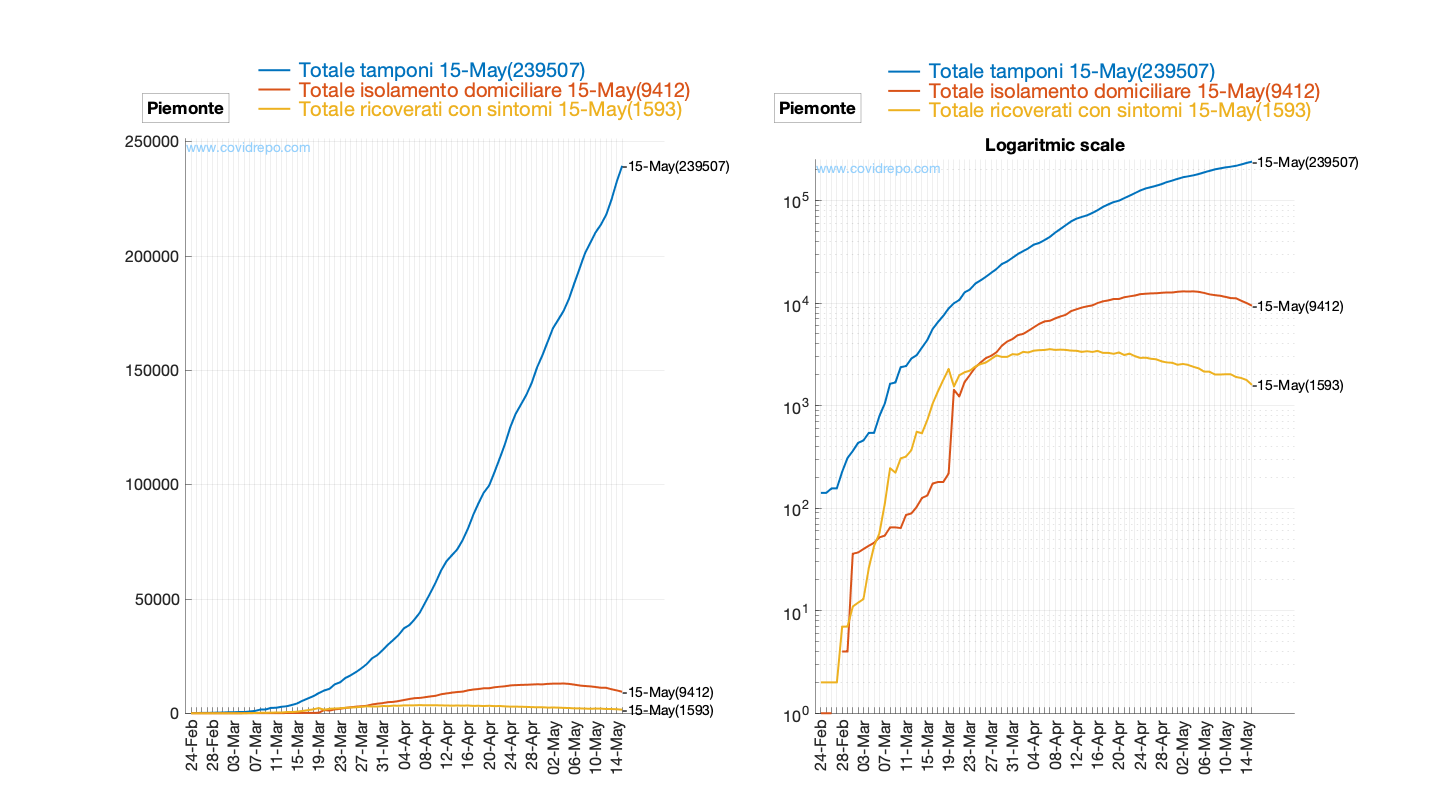 Totale tamponi 15-May(239507)
Totale isolamento domiciliare 15-May(9412)
Totale ricoverati con sintomi 15-May(1593)
Piemonte
www.covidrepo.com
250000
200000
150000
100000
50000
0
15-May(239507)
15-May(9412)
15-May(1593)
24-Feb
28-Feb
03-Mar
07-Mar
11-Mar
15-Mar
19-Mar
23-Mar
27-Mar
31-Mar
04-Apr
08-Apr
12-Apr
16-Apr
20-Apr
24-Apr
28-Apr
02-May
06-May
10-May
14-May
Totale tamponi 15-May(239507)
Totale isolamento domiciliare 15-May(9412)
Totale ricoverati con sintomi 15-May(1593)
Piemonte
Logaritmic scale
www.covidrepo.com
10^5
10^4
10^3
10^2
10^1
10^0
15-May(239507)
15-May(9412)
15-May(1593)
24-Feb
28-Feb
03-Mar
07-Mar
11-Mar
15-Mar
19-Mar
23-Mar
27-Mar
31-Mar
04-Apr
08-Apr
12-Apr
16-Apr
20-Apr
24-Apr
28-Apr
02-May
06-May
10-May
14-May